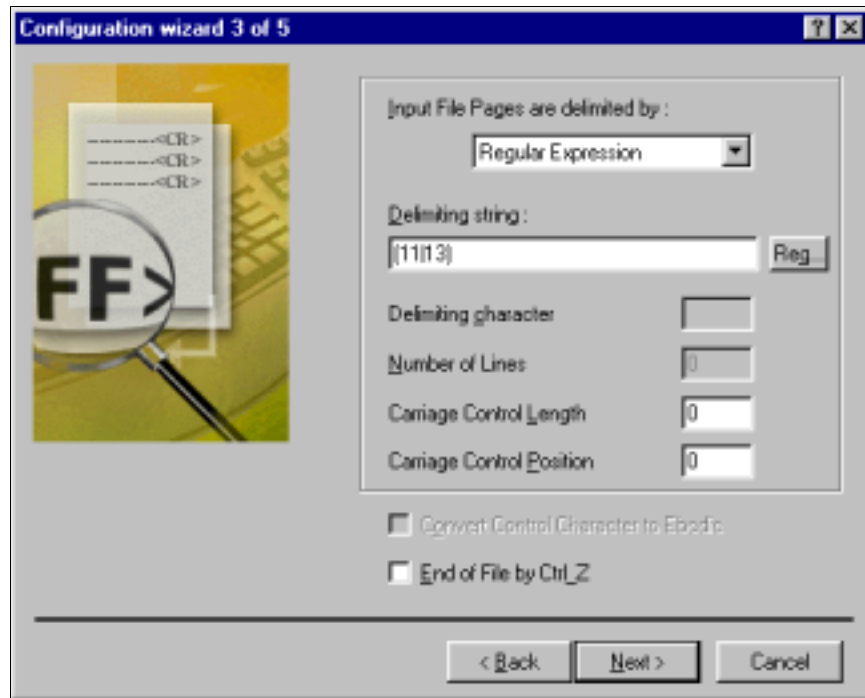 Configuration wizard 3 of 5
--------<CR>
--------<CR>
--------<CR>
FF>
Input File Pages are delimited by :
Regular Expression
Delimiting string :
(11|13)
Reg...
Delimiting character
Number of Lines
0
Carriage Control Length
0
Carriage Control Position
0
Convert Control Character to Ebcdic
End of File by Ctrl_Z
< Back
Next >
Cancel